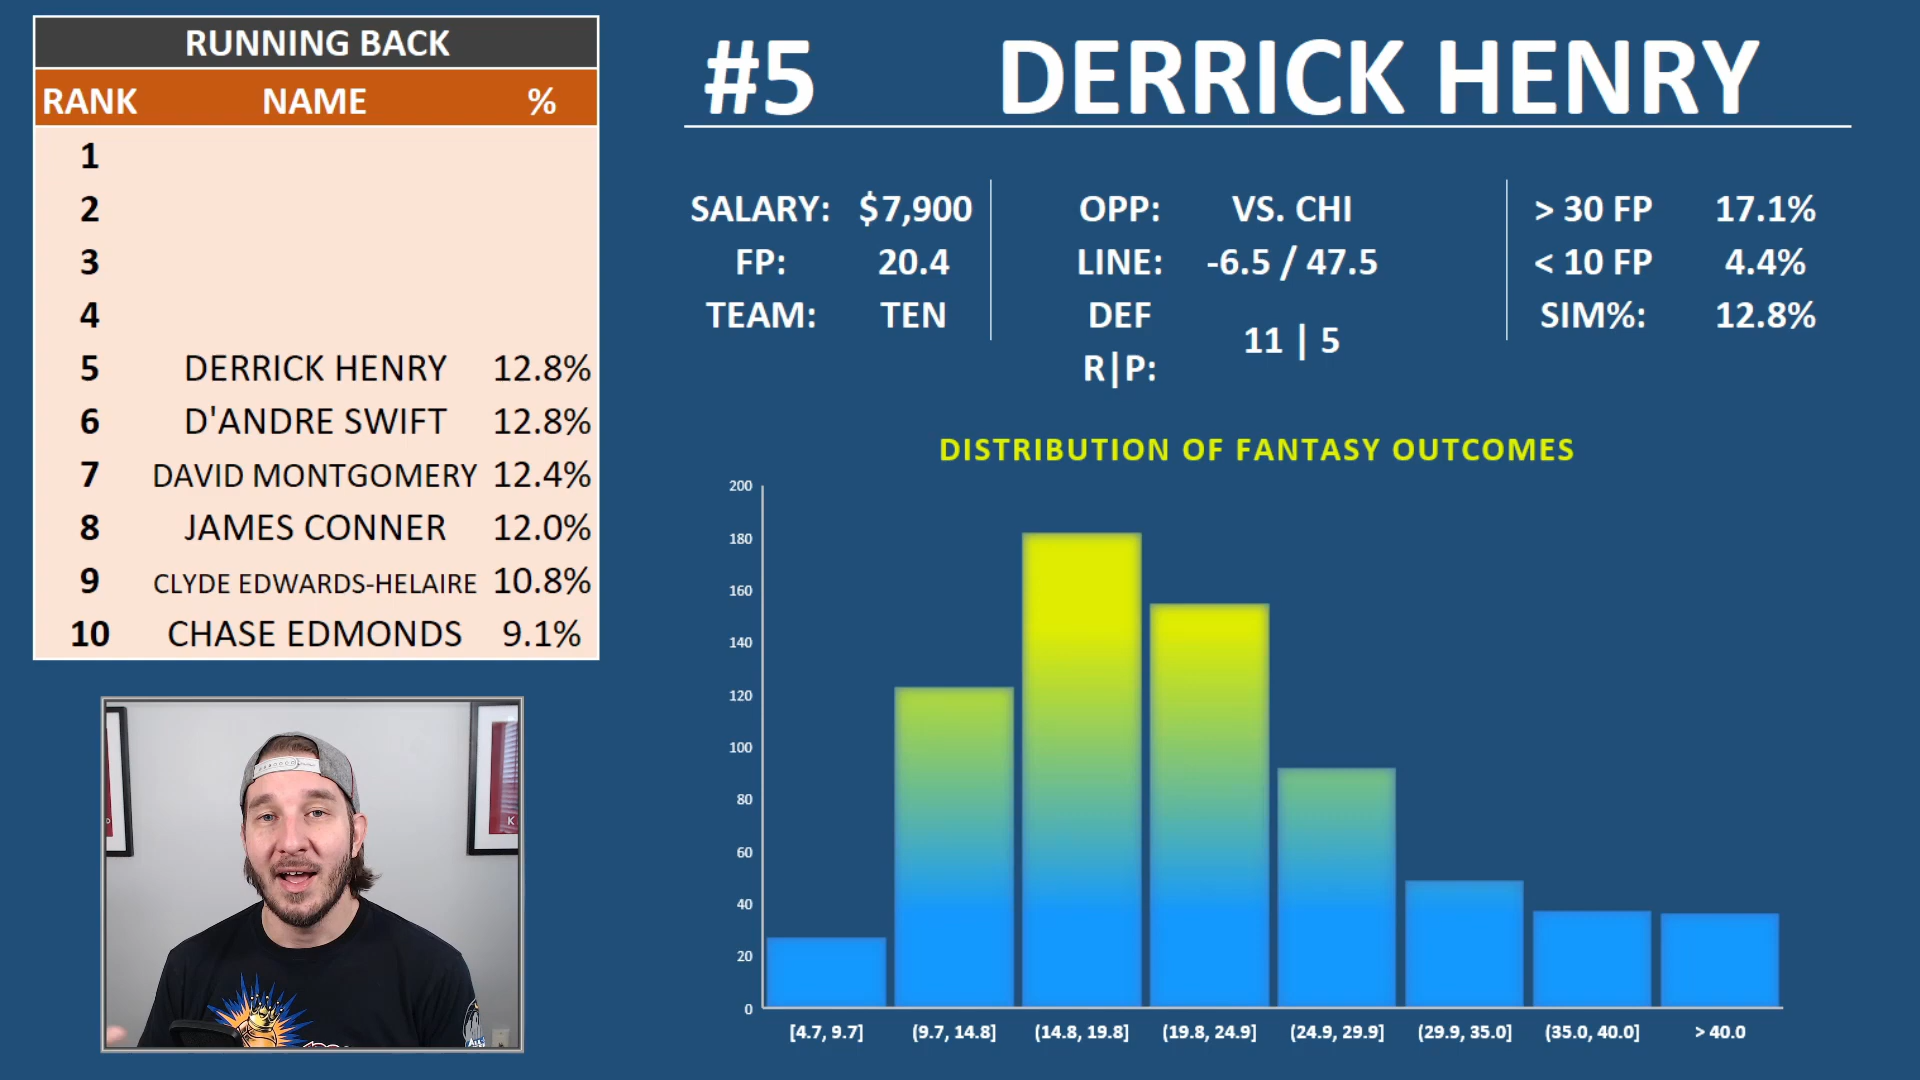 RUNNING BACK
RANK NAME %
1
2
3
4
5 DERRICK HENRY 12.8%
6 D'ANDRE SWIFT 12.8%
7 DAVID MONTGOMERY 12.4%
8 JAMES CONNER 12.0%
9 CLYDE EDWARDS-HELAIRE 10.8%
10 CHASE EDMONDS 9.1%
#5 DERRICK HENRY
SALARY: $7,900
FP: 20.4
TEAM: TEN
OPP: VS. CHI
LINE: -6.5 / 47.5
DEF
R|P:
11 | 5
> 30 FP 17.1%
< 10 FP 4.4%
SIM%: 12.8%
DISTRIBUTION OF FANTASY OUTCOMES
200
180
160
140
120
100
80
60
40
20
0
[4.7, 9.7] (9.7, 14.8] (14.8, 19.8] (19.8, 24.9] (24.9, 29.9] (29.9, 35.0] (35.0, 40.0] > 40.0